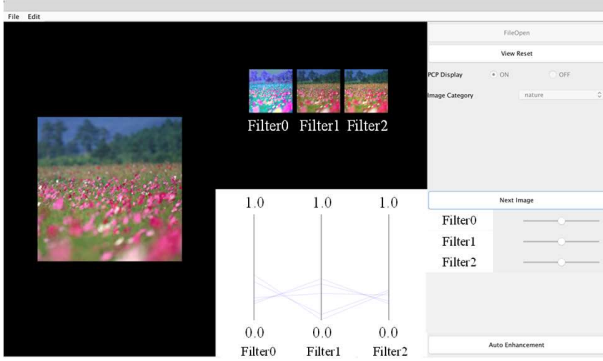 File Edit
FileOpen
View Reset
PCP Display ON OFF
Image Category nature
Filter0 Filter1 Filter2
Next Image
Filter0
Filter1
Filter2
1.0 1.0 1.0
0.0 0.0 0.0
Filter0 Filter1 Filter2
Auto Enhancement